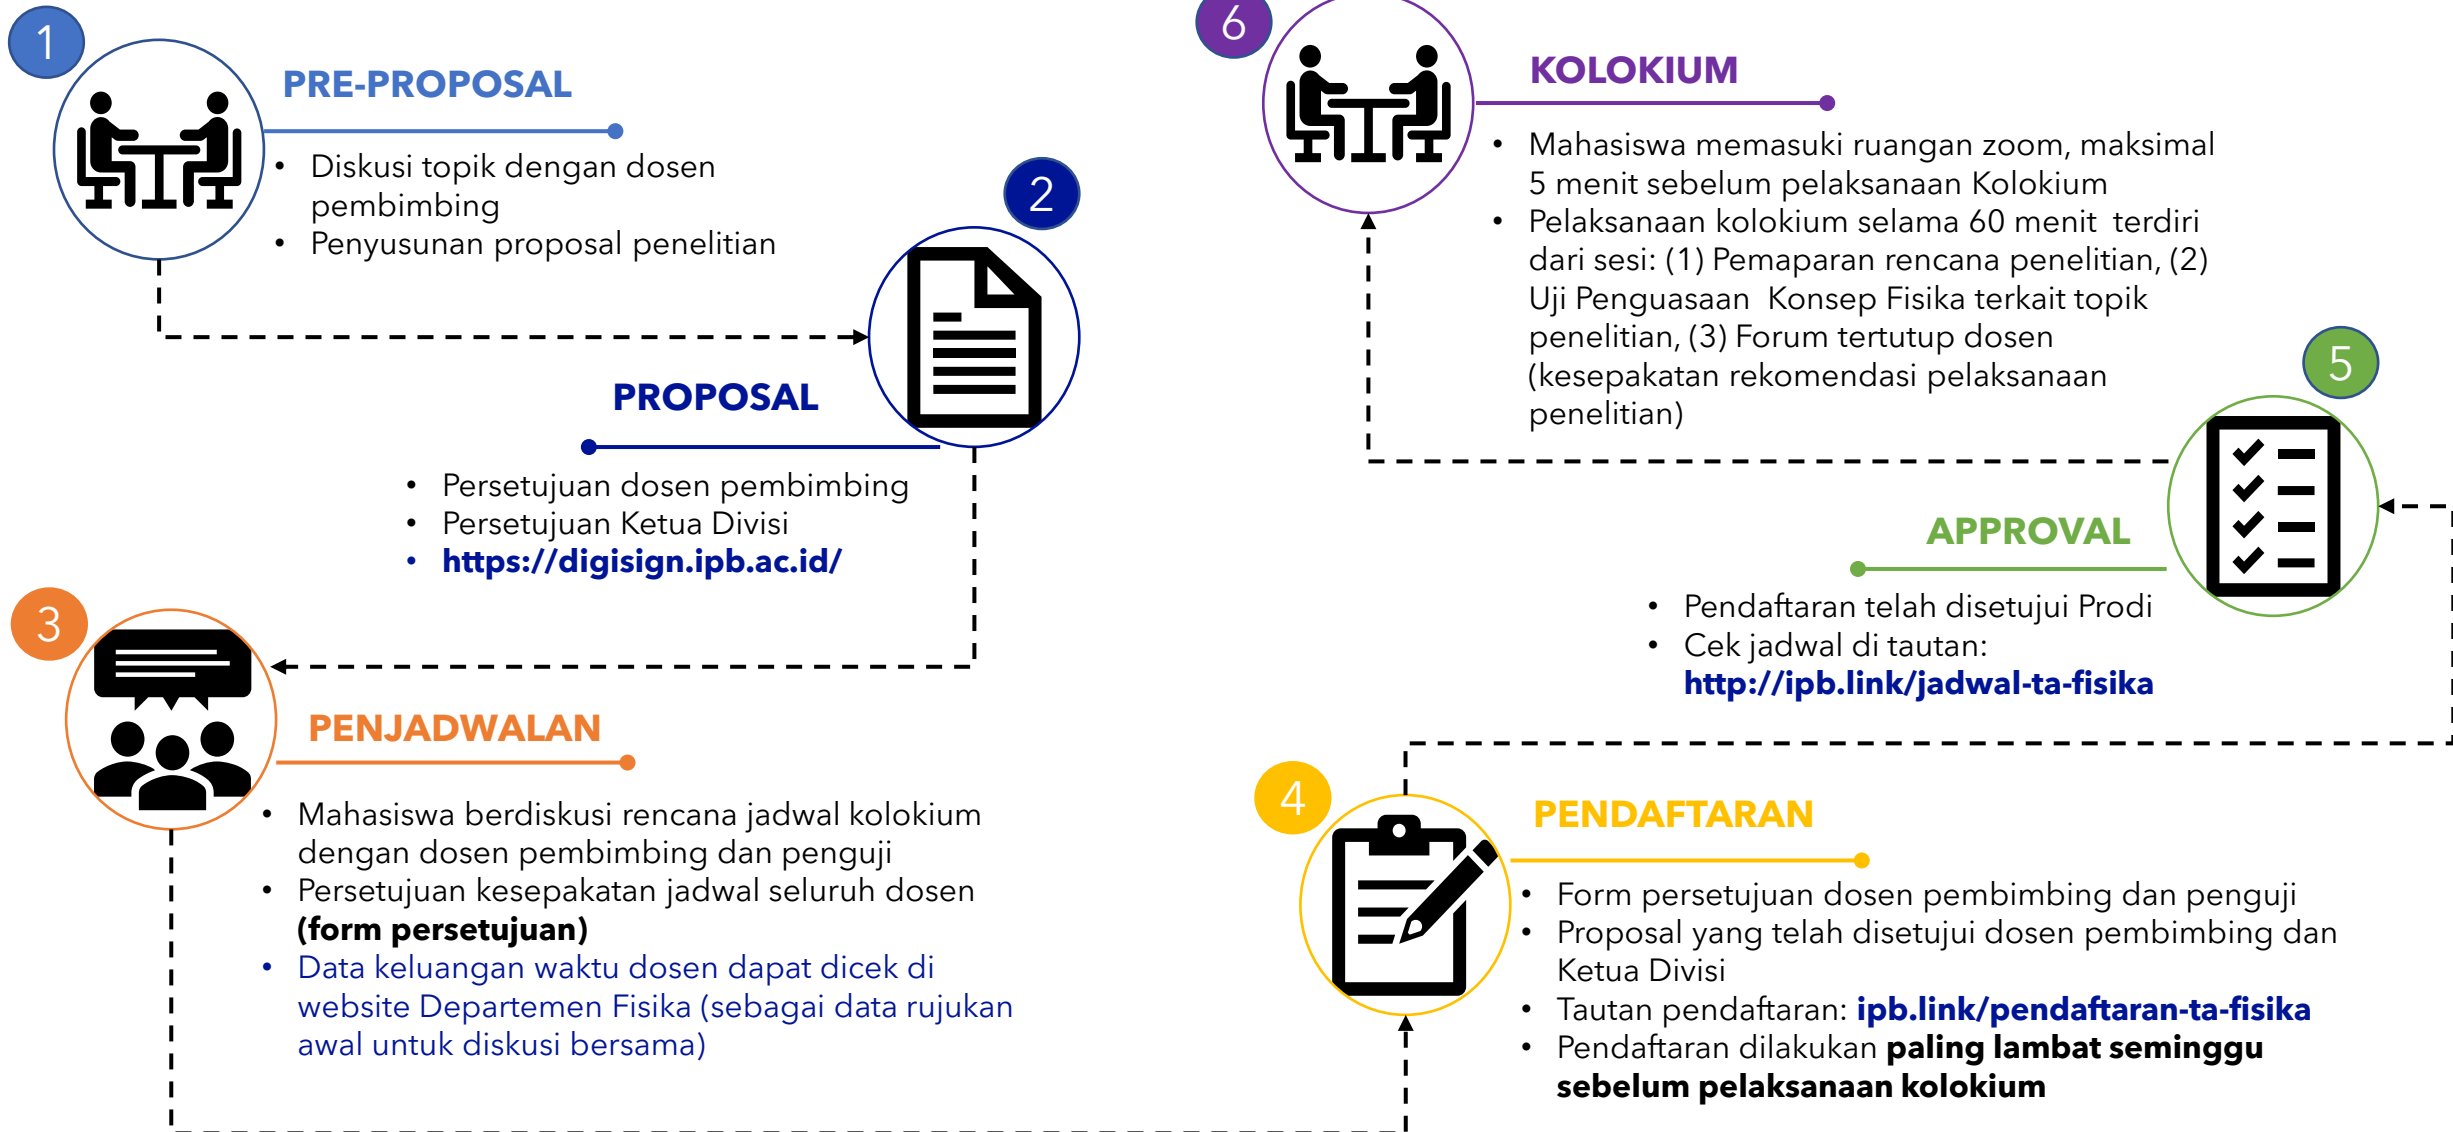 1
PRE-PROPOSAL
• Diskusi topik dengan dosen
pembimbing
• Penyusunan proposal penelitian
2
PROPOSAL
• Persetujuan dosen pembimbing
• Persetujuan Ketua Divisi
• https://digisign.ipb.ac.id/
3
PENJADWALAN
• Mahasiswa berdiskusi rencana jadwal kolokium
dengan dosen pembimbing dan penguji
• Persetujuan kesepakatan jadwal seluruh dosen
(form persetujuan)
• Data keluangan waktu dosen dapat dicek di
website Departemen Fisika (sebagai data rujukan
awal untuk diskusi bersama)
4
PENDAFTARAN
• Form persetujuan dosen pembimbing dan penguji
• Proposal yang telah disetujui dosen pembimbing dan
Ketua Divisi
• Tautan pendaftaran: ipb.link/pendaftaran-ta-fisika
• Pendaftaran dilakukan paling lambat seminggu
sebelum pelaksanaan kolokium
5
APPROVAL
• Pendaftaran telah disetujui Prodi
• Cek jadwal di tautan:
http://ipb.link/jadwal-ta-fisika
6
KOLOKIUM
• Mahasiswa memasuki ruangan zoom, maksimal
5 menit sebelum pelaksanaan Kolokium
• Pelaksanaan kolokium selama 60 menit terdiri
dari sesi: (1) Pemaparan rencana penelitian, (2)
Uji Penguasaan Konsep Fisika terkait topik
penelitian, (3) Forum tertutup dosen
(kesepakatan rekomendasi pelaksanaan
penelitian)